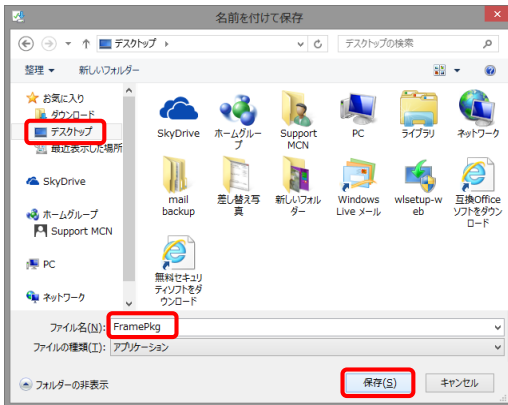 名前を付けて保存
デスクトップ
デスクトップの検索
整理
新しいフォルダー
お気に入り
ダウンロード
デスクトップ
最近表示した場所
SkyDrive
ホームグループ
Support MCN
PC
ネットワーク
SkyDrive
ホームグルー
プ
Support
MCN
PC
ライブラリ
ネットワーク
mail
backup
差し替え写
真
新しいフォル
ダー
Windows
Live メール
wlsetup-w
eb
互換Office
ソフトをダウン
ロード
無料セキュリ
ティソフトをダ
ウンロード
ファイル名(N): FramePkg
ファイルの種類(T): アプリケーション
フォルダーの非表示
保存(S)
キャンセル